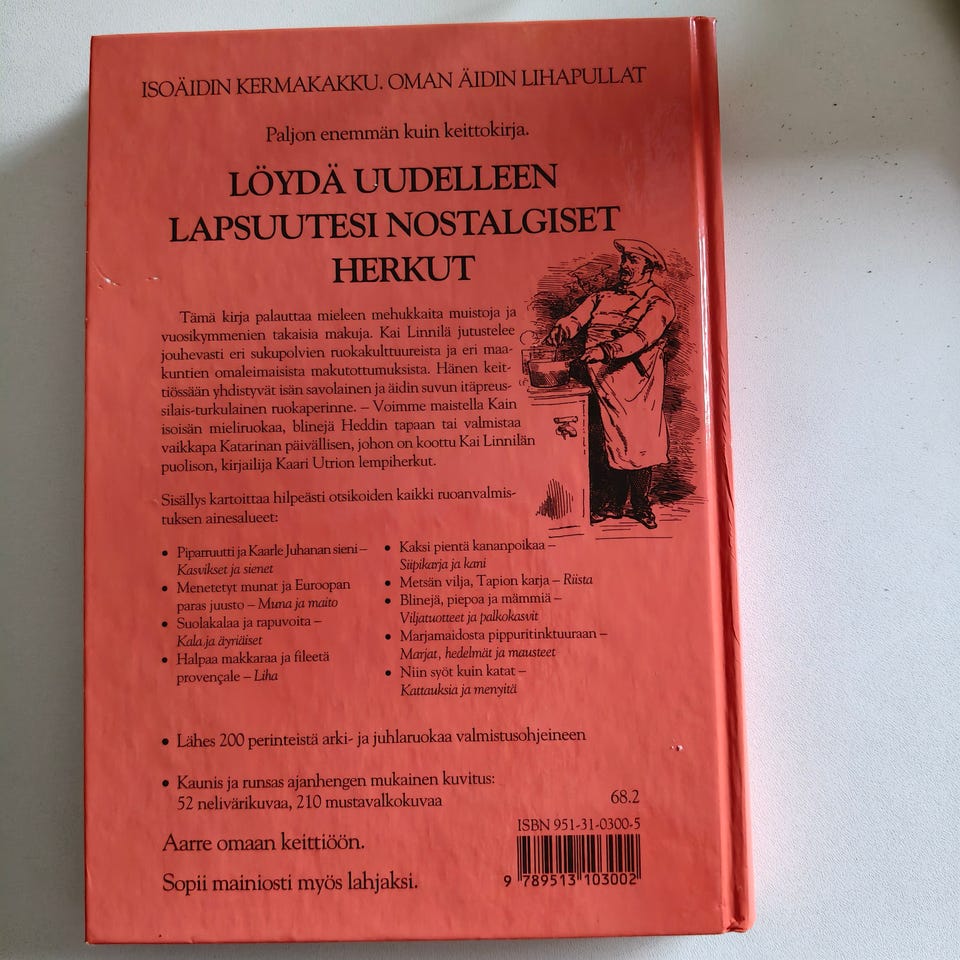 ISOÄIDIN KERMAKAKKU. OMAN ÄIDIN LIHAPULLAT
Paljon enemmän kuin keittokirja.
LÖYDÄ UUDELLEEN
LAPSUUTESI NOSTALGISET
HERKUT
Tämä kirja palauttaa mieleen mehukkaita muistoja ja
vuosikymmenien takaisia makuja. Kai Linnilä jutustelee
jouhevasti eri sukupolvien ruokakulttuureista ja eri maa-
kuntien omaleimaisista makutottumuksista. Hänen keit-
tiössään yhdistyvät isän savolainen ja äidin suvun itäpreus-
silais-turkulainen ruokaperinne. – Voimme maistella Kain
isoisän mieliruokaa, blinejä Heddin tapaan tai valmistaa
vaikkapa Katarinan päivällisen, johon on koottu Kai Linnilän
puolison, kirjailija Kaari Utrion lempiherkut.
Sisällys kartoittaa hilpeästi otsikoiden kaikki ruoanvalmis-
tuksen ainesalueet:
• Piparruutti ja Kaarle Juhanan sieni –
Kasvikset ja sienet
• Menetetyt munat ja Euroopan
paras juusto – Muna ja maito
• Suolakalaa ja rapuvoita –
Kala ja äyriäiset
• Halpaa makkaraa ja fileetä
provençale – Liha
• Kaksi pientä kananpoikaa –
Siipikarja ja kani
• Metsän vilja, Tapion karja – Riista
• Blinejä, piepoa ja mämmiä –
Viljatuotteet ja palkokasvit
• Marjamaidosta pippuritinktuuraan –
Marjat, hedelmät ja mausteet
• Niin syöt kuin katat –
Kattauksia ja menyitä
• Lähes 200 perinteistä arki- ja juhlaruokaa valmistusohjeineen
• Kaunis ja runsas ajanhengen mukainen kuvitus:
52 nelivärikuvaa, 210 mustavalkokuvaa
68.2
Aarre omaan keittiöön.
Sopii mainiosti myös lahjaksi.
ISBN 951-31-0300-5
9 789513 103002